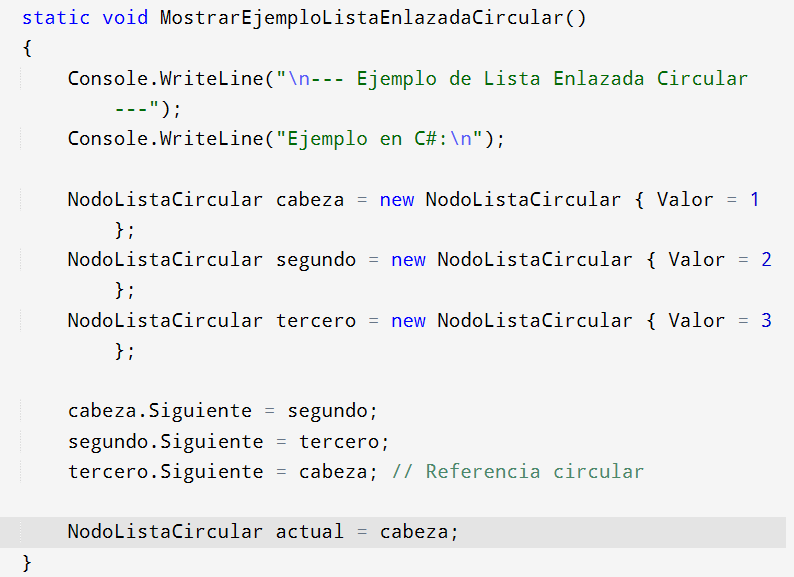 static void MostrarEjemploListaEnlazadaCircular()
{
Console.WriteLine("\n--- Ejemplo de Lista Enlazada Circular
---");
Console.WriteLine("Ejemplo en C#:\n");
NodoListaCircular cabeza = new NodoListaCircular { Valor = 1
};
NodoListaCircular segundo = new NodoListaCircular { Valor = 2
};
NodoListaCircular tercero = new NodoListaCircular { Valor = 3
};
cabeza.Siguiente = segundo;
segundo.Siguiente = tercero;
tercero.Siguiente = cabeza; // Referencia circular
NodoListaCircular actual = cabeza;
}